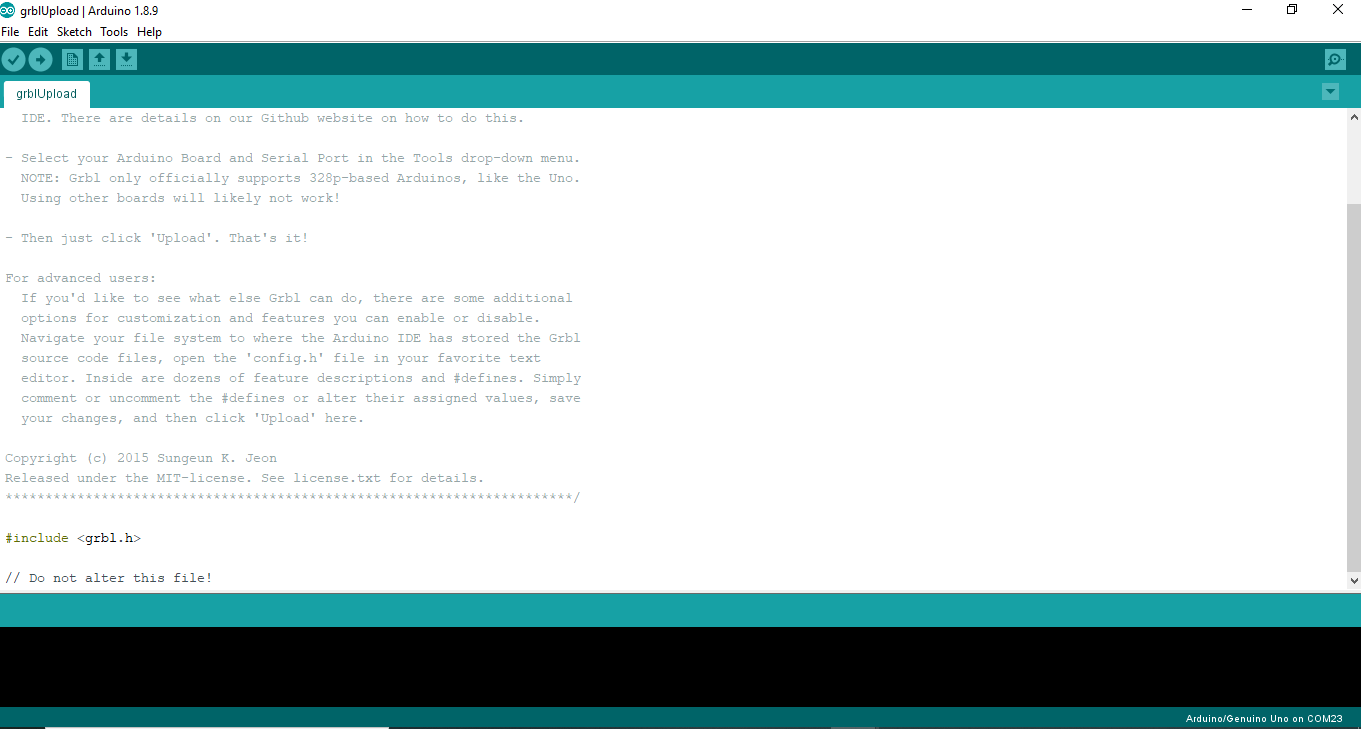 grblUpload | Arduino 1.8.9
File Edit Sketch Tools Help
grblUpload
IDE. There are details on our Github website on how to do this.
- Select your Arduino Board and Serial Port in the Tools drop-down menu.
NOTE: Grbl only officially supports 328p-based Arduinos, like the Uno.
Using other boards will likely not work!
- Then just click 'Upload'. That's it!
For advanced users:
If you'd like to see what else Grbl can do, there are some additional
options for customization and features you can enable or disable.
Navigate your file system to where the Arduino IDE has stored the Grbl
source code files, open the 'config.h' file in your favorite text
editor. Inside are dozens of feature descriptions and #defines. Simply
comment or uncomment the #defines or alter their assigned values, save
your changes, and then click 'Upload' here.
Copyright (c) 2015 Sungeun K. Jeon
Released under the MIT-license. See license.txt for details.
***********************************************************************/
#include <grbl.h>
// Do not alter this file!
Arduino/Genuino Uno on COM23